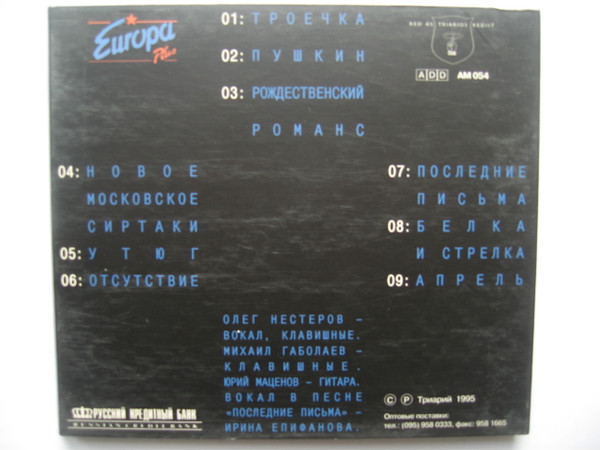 Europa
Plus
01: ТРОЕЧКА
02: ПУШКИН
03: РОЖДЕСТВЕНСКИЙ
РОМАНС
ADD AM 054
04: НОВОЕ
МОСКОВСКОЕ
СИРТАКИ
05: УТЮГ
06: ОТСУТСТВИЕ
07: ПОСЛЕДНИЕ
ПИСЬМА
08: БЕЛКА
И СТРЕЛКА
09: АПРЕЛЬ
ОЛЕГ НЕСТЕРОВ –
ВОКАЛ, КЛАВИШНЫЕ.
МИХАИЛ ГАБОЛАЕВ –
КЛАВИШНЫЕ.
ЮРИЙ МАЦЕНОВ – ГИТАРА.
ВОКАЛ В ПЕСНЕ
«ПОСЛЕДНИЕ ПИСЬМА» –
ИРИНА ЕПИФАНОВА.
РУССКИЙ КРЕДИТНЫЙ БАНК
RUSSIAN CREDIT BANK
© Ⓟ Триарий 1995
Оптовые поставки:
тел.: (095) 958 0333, факс: 958 1665